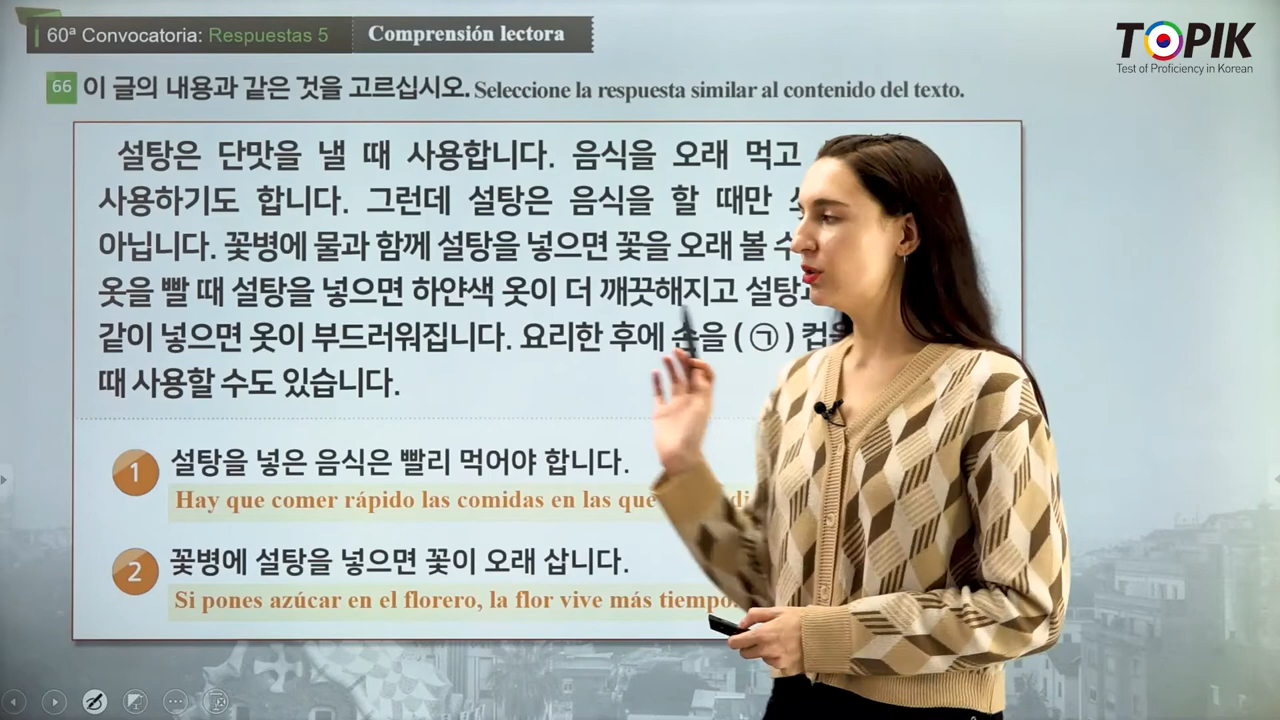 60ª Convocatoria: Respuestas 5
Comprensión lectora
TOPIK
Test of Proficiency in Korean
66 이 글의 내용과 같은 것을 고르십시오. Seleccione la respuesta similar al contenido del texto.
설탕은 단맛을 낼 때 사용합니다. 음식을 오래 먹고
사용하기도 합니다. 그런데 설탕은 음식을 할 때만
아닙니다. 꽃병에 물과 함께 설탕을 넣으면 꽃을 오래 볼
옷을 빨 때 설탕을 넣으면 하얀색 옷이 더 깨끗해지고
같이 넣으면 옷이 부드러워집니다. 요리한 후에 손을 ( ㉠ )
때 사용할 수도 있습니다.
1 설탕을 넣은 음식은 빨리 먹어야 합니다.
Hay que comer rápido las comidas en las que
2 꽃병에 설탕을 넣으면 꽃이 오래 삽니다.
Si pones azúcar en el florero, la flor vive más tiempo.